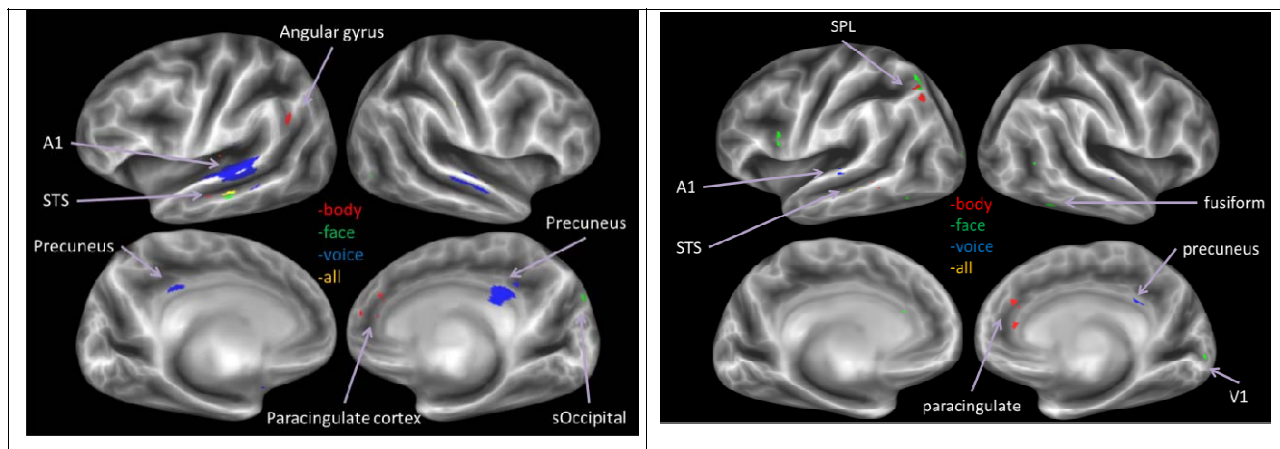 Angular gyrus
A1
STS
-body
-face
-voice
-all
Precuneus
Precuneus
Paracingulate cortex
sOccipital
SPL
A1
STS
fusiform
-body
-face
-voice
-all
precuneus
paracingulate
V1